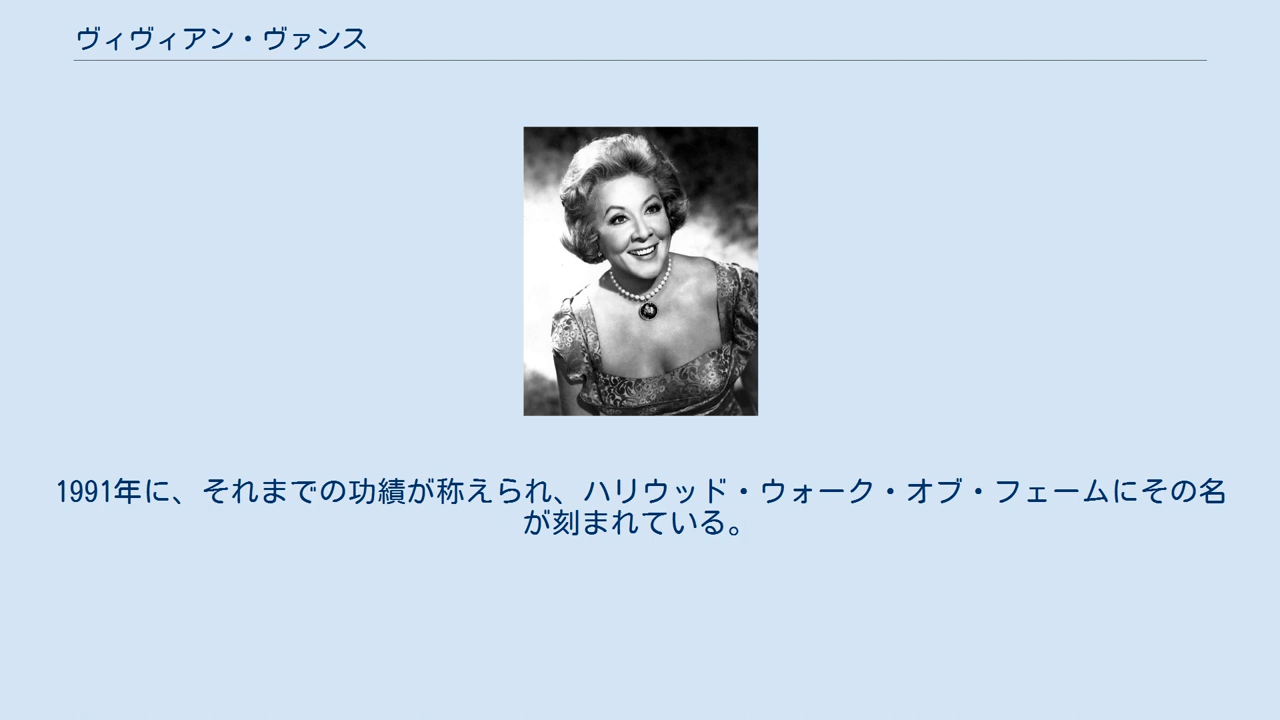 ヴィヴィアン・ヴァンス
1991年に、それまでの功績が称えられ、ハリウッド・ウォーク・オブ・フェームにその名
が刻まれている。